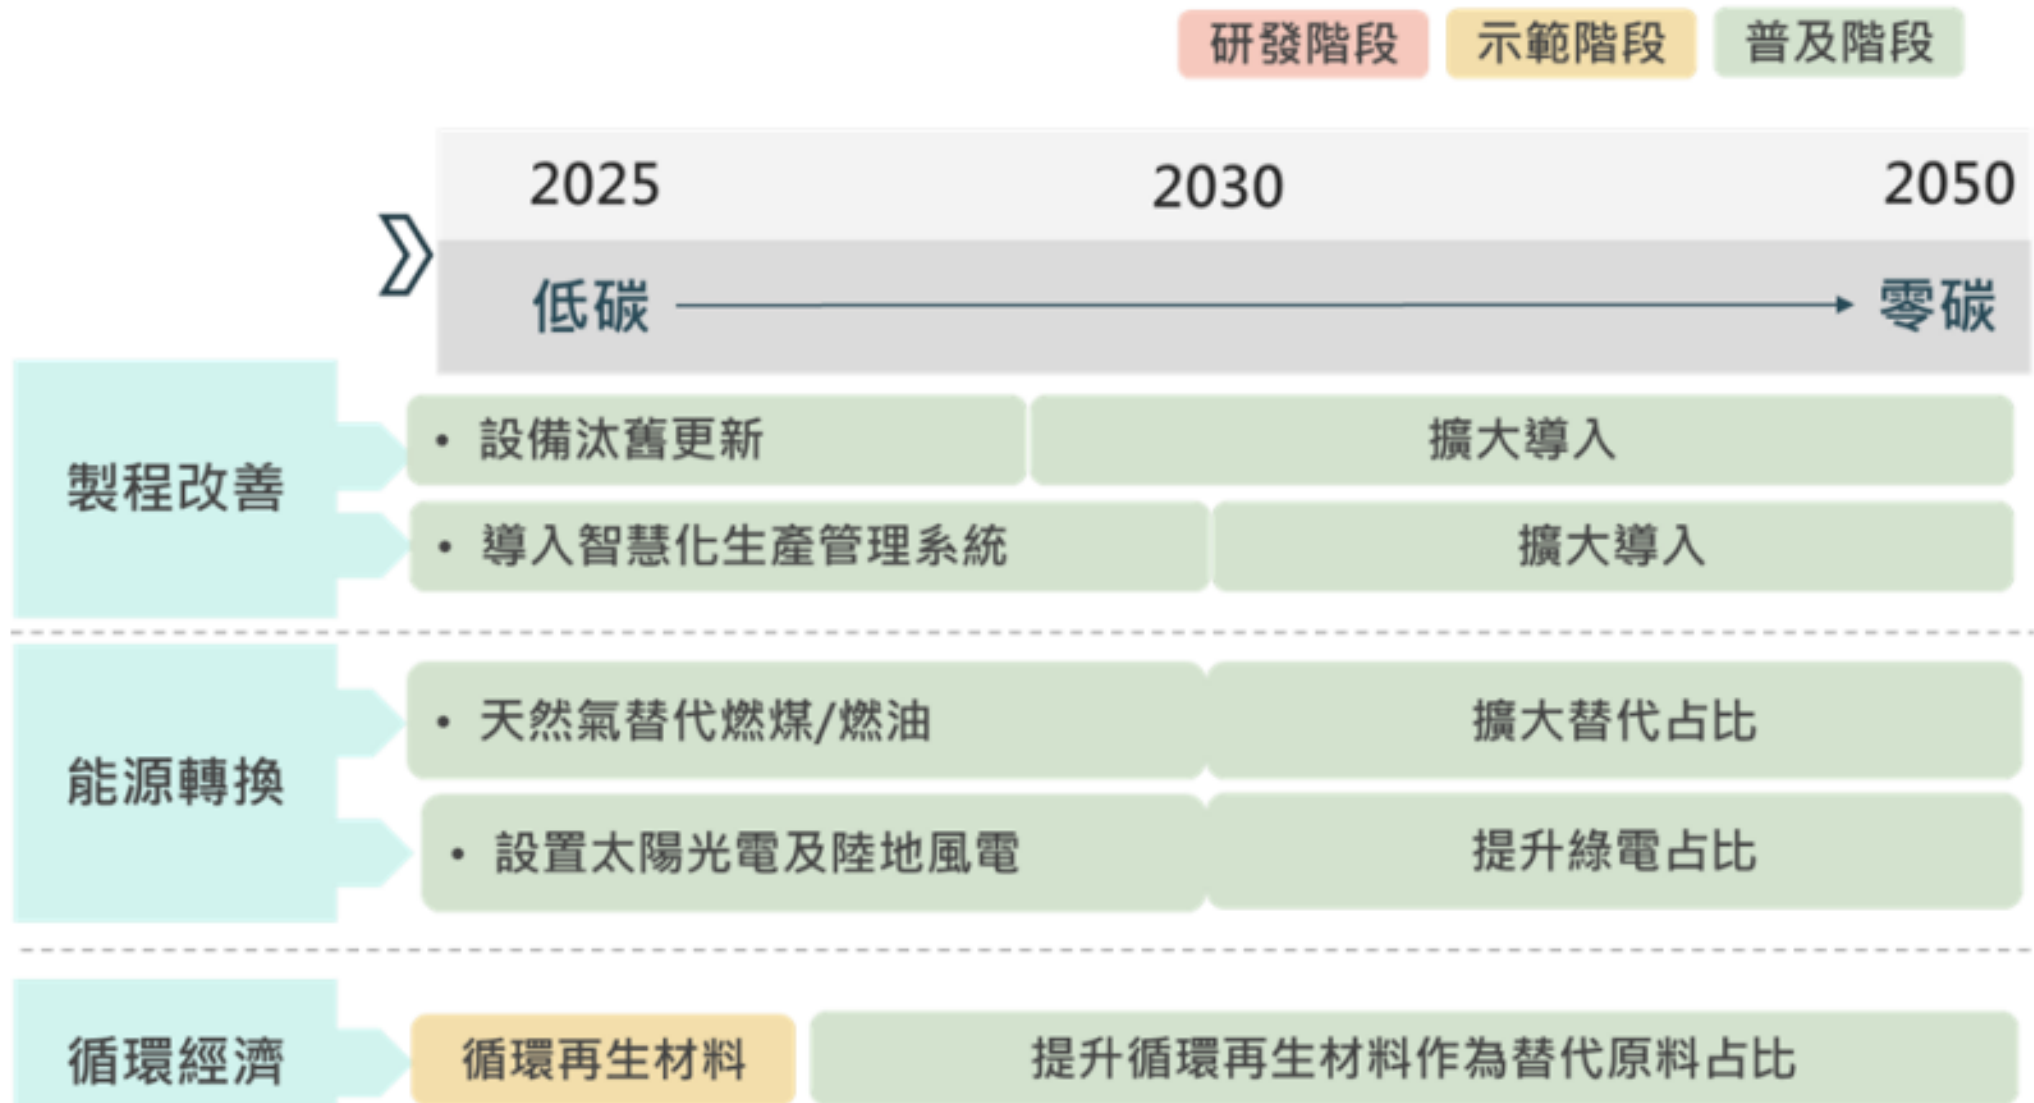 研發階段 示範階段 普及階段
2025 2030 2050
低碳 零碳
製程改善
• 設備汰舊更新 擴大導入
• 導入智慧化生產管理系統 擴大導入
能源轉換
• 天然氣替代燃煤/燃油 擴大替代占比
• 設置太陽光電及陸地風電 提升綠電占比
循環經濟 循環再生材料 提升循環再生材料作為替代原料占比